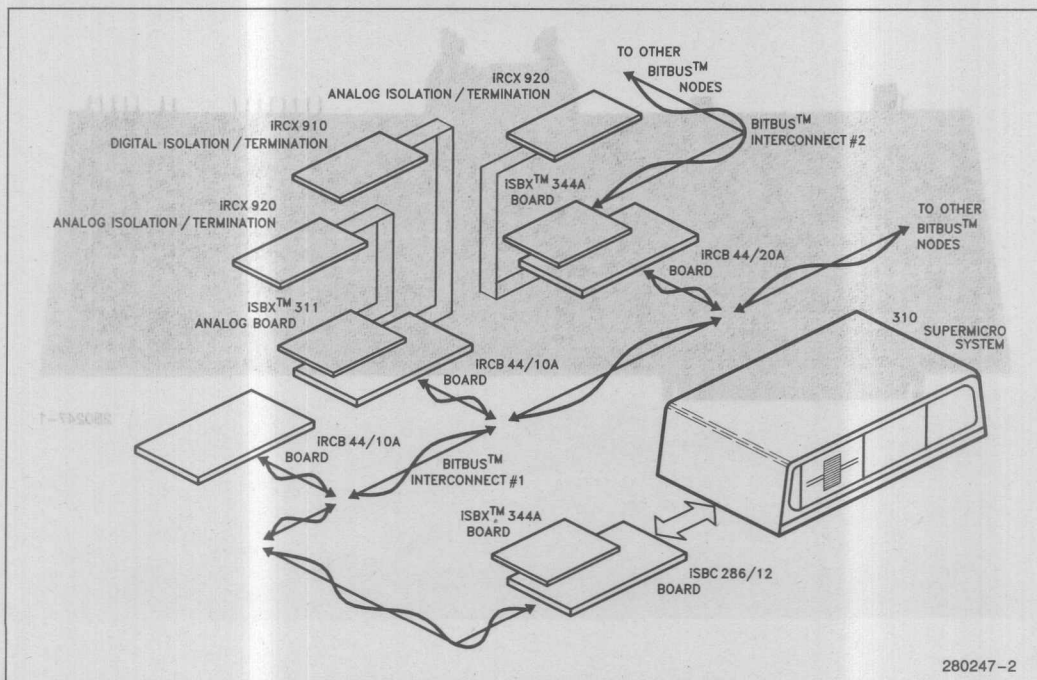 TO OTHER
BITBUS™
NODES
iRCX 920
ANALOG ISOLATION / TERMINATION
iRCX 910
DIGITAL ISOLATION / TERMINATION
BITBUS™
INTERCONNECT #2
iSBX™ 344A
BOARD
iRCX 920
ANALOG ISOLATION / TERMINATION
TO OTHER
BITBUS™
NODES
iRCB 44/20A
BOARD
iSBX™ 311
ANALOG BOARD
310
SUPERMICRO
SYSTEM
iRCB 44/10A
BOARD
280247-1
iRCB 44/10A
BOARD
BITBUS™
INTERCONNECT #1
iSBX™ 344A
BOARD
iSBC 286/12
BOARD
280247-2